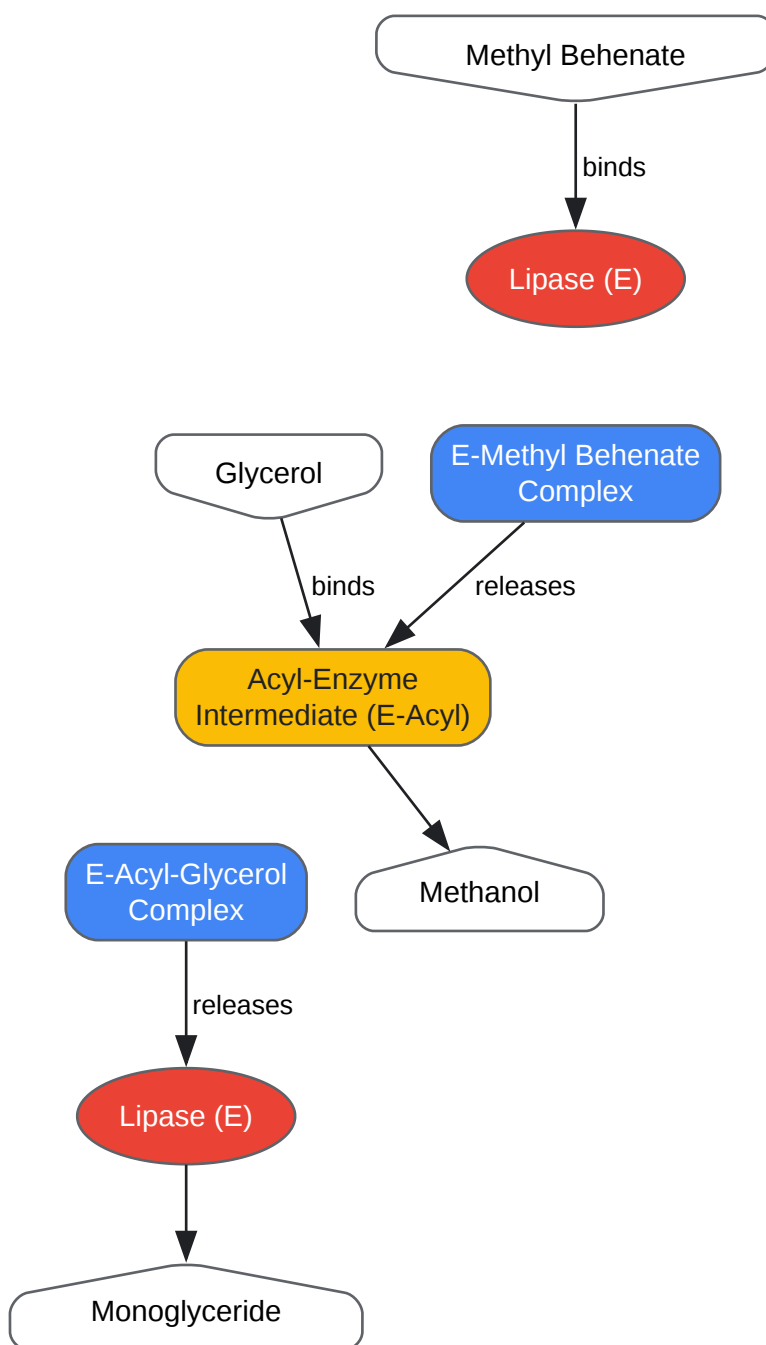 Methyl Behenate
binds
Lipase (E)
Glycerol
E-Methyl Behenate
Complex
binds
releases
Acyl-Enzyme
Intermediate (E-Acyl)
E-Acyl-Glycerol
Complex
Methanol
releases
Lipase (E)
Monoglyceride